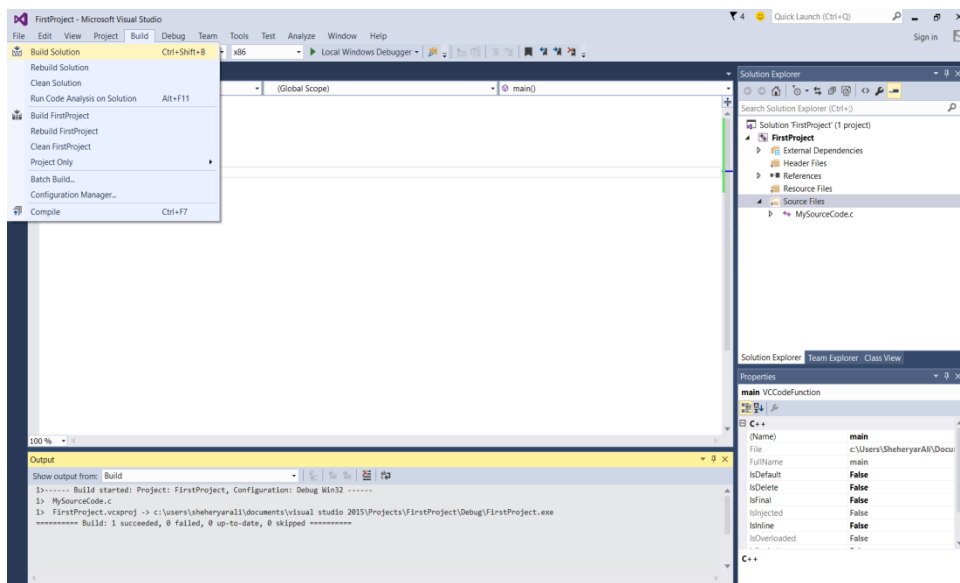 FirstProject - Microsoft Visual Studio
4 Quick Launch (Ctrl+Q)
File Edit View Project Build Debug Team Tools Test Analyze Window Help
Sign in
Build Solution Ctrl+Shift+B
x86 Local Windows Debugger
Rebuild Solution
Clean Solution
Run Code Analysis on Solution Alt+F11
Build FirstProject
Rebuild FirstProject
Clean FirstProject
Project Only
Batch Build...
Configuration Manager...
Compile Ctrl+F7
(Global Scope) main()
100 %
Output
Show output from: Build
1>------ Build started: Project: FirstProject, Configuration: Debug Win32 ------
1> MySourceCode.c
1> FirstProject.vcxproj -> c:\users\sheheryarali\documents\visual studio 2015\Projects\FirstProject\Debug\FirstProject.exe
========== Build: 1 succeeded, 0 failed, 0 up-to-date, 0 skipped ==========
Solution Explorer
Search Solution Explorer (Ctrl+;)
Solution 'FirstProject' (1 project)
FirstProject
External Dependencies
Header Files
References
Resource Files
Source Files
MySourceCode.c
Solution Explorer Team Explorer Class View
Properties
main VCCodeFunction
C++
(Name) main
File c:\Users\SheheryarAli\Docu
FullName main
IsDefault False
IsDelete False
IsFinal False
IsInjected False
IsInline False
IsOverloaded False
C++